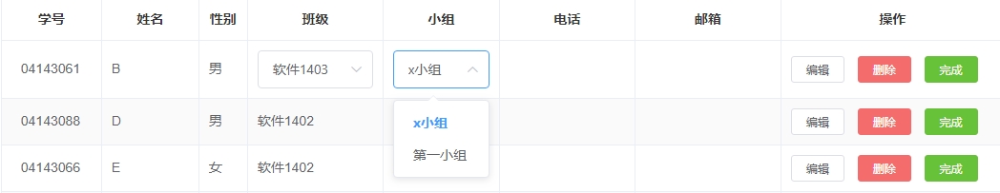 学号 姓名 性别 班级 小组 电话 邮箱 操作
04143061 B 男 软件1403 x小组 编辑 删除 完成
04143088 D 男 软件1402 x小组 编辑 删除 完成
04143066 E 女 软件1402 第一小组 编辑 删除 完成